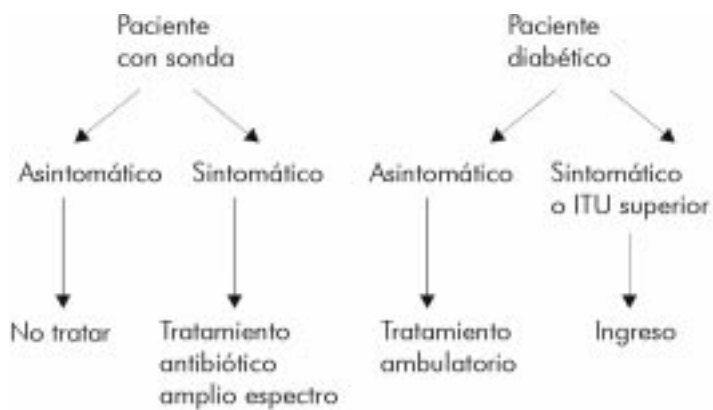 Paciente
con sonda
Paciente
diabético
Asintomático
Sintomático
Asintomático
Sintomático
o ITU superior
No tratar
Tratamiento
antibiótico
amplio espectro
Tratamiento
ambulatorio
Ingreso